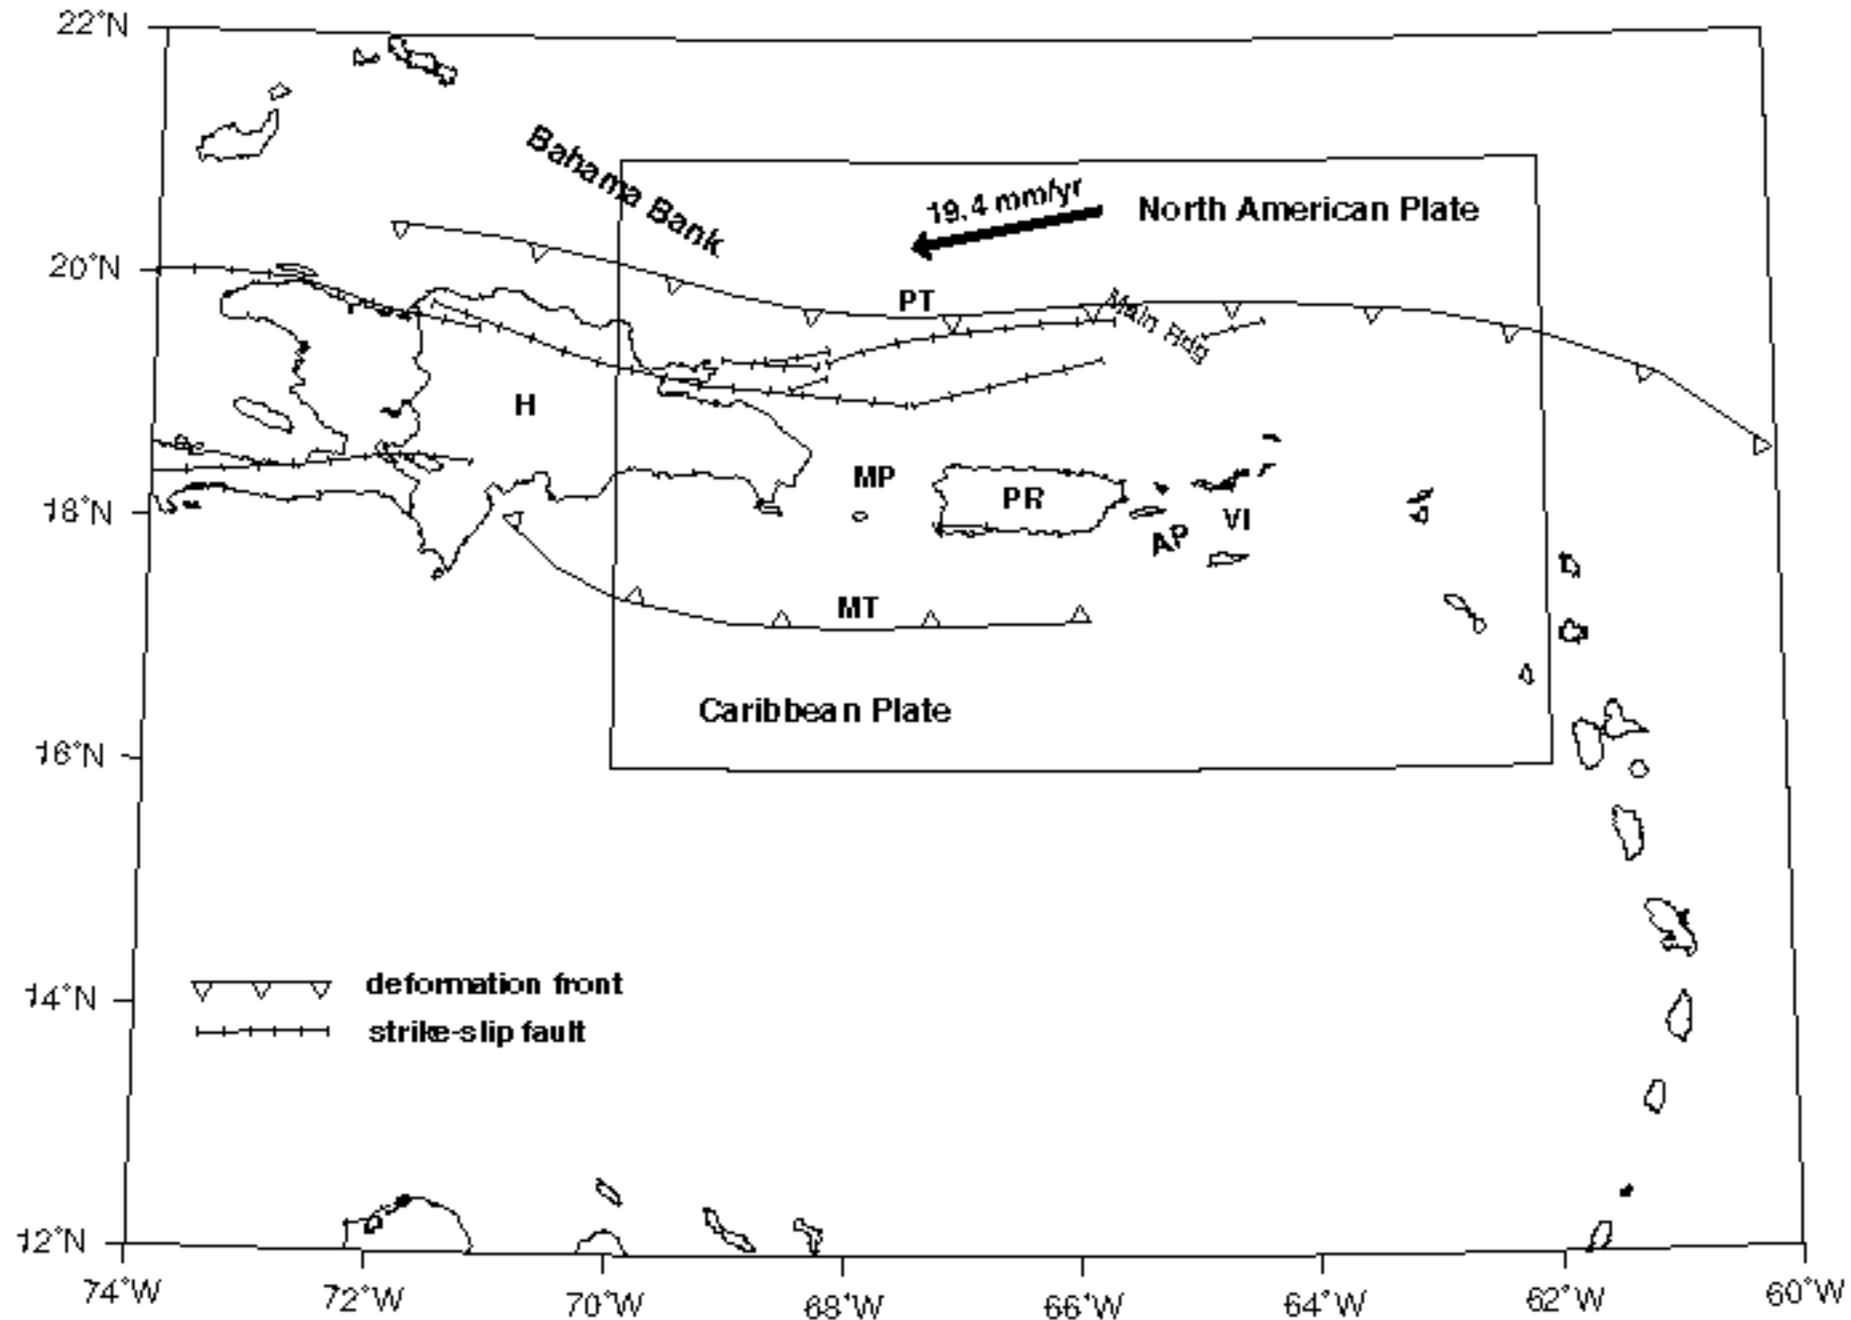 22°N
Bahama Bank
19.4 mm/yr
North American Plate
20°N
PT
Main Rdg
H
MP
PR
18°N
VI
AP
MT
Caribbean Plate
16°N
deformation front
14°N
strike-slip fault
12°N
74°W
72°W
70°W
68°W
66°W
64°W
62°W
60°W